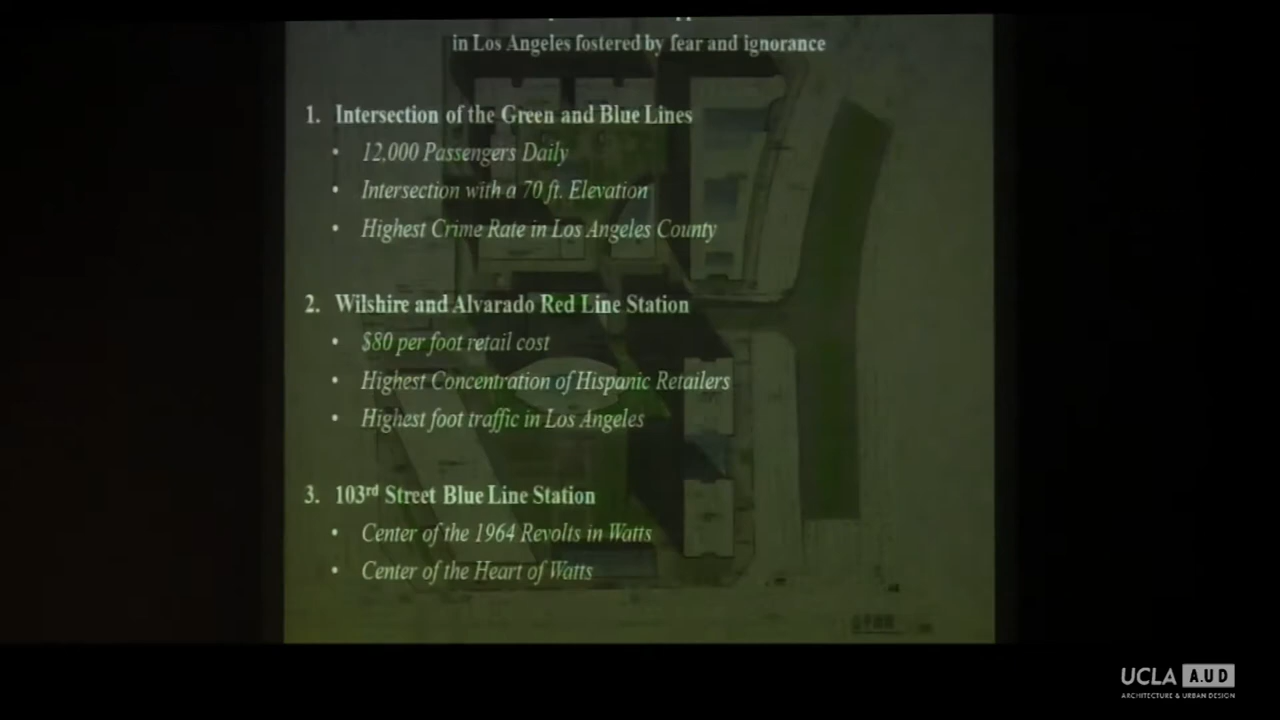 in Los Angeles fostered by fear and ignorance
1. Intersection of the Green and Blue Lines
• 12,000 Passengers Daily
• Intersection with a 70 ft. Elevation
• Highest Crime Rate in Los Angeles County
2. Wilshire and Alvarado Red Line Station
• $80 per foot retail cost
• Highest Concentration of Hispanic Retailers
• Highest foot traffic in Los Angeles
3. 103rd Street Blue Line Station
• Center of the 1964 Revolts in Watts
• Center of the Heart of Watts
UCLA A.UD
ARCHITECTURE & URBAN DESIGN